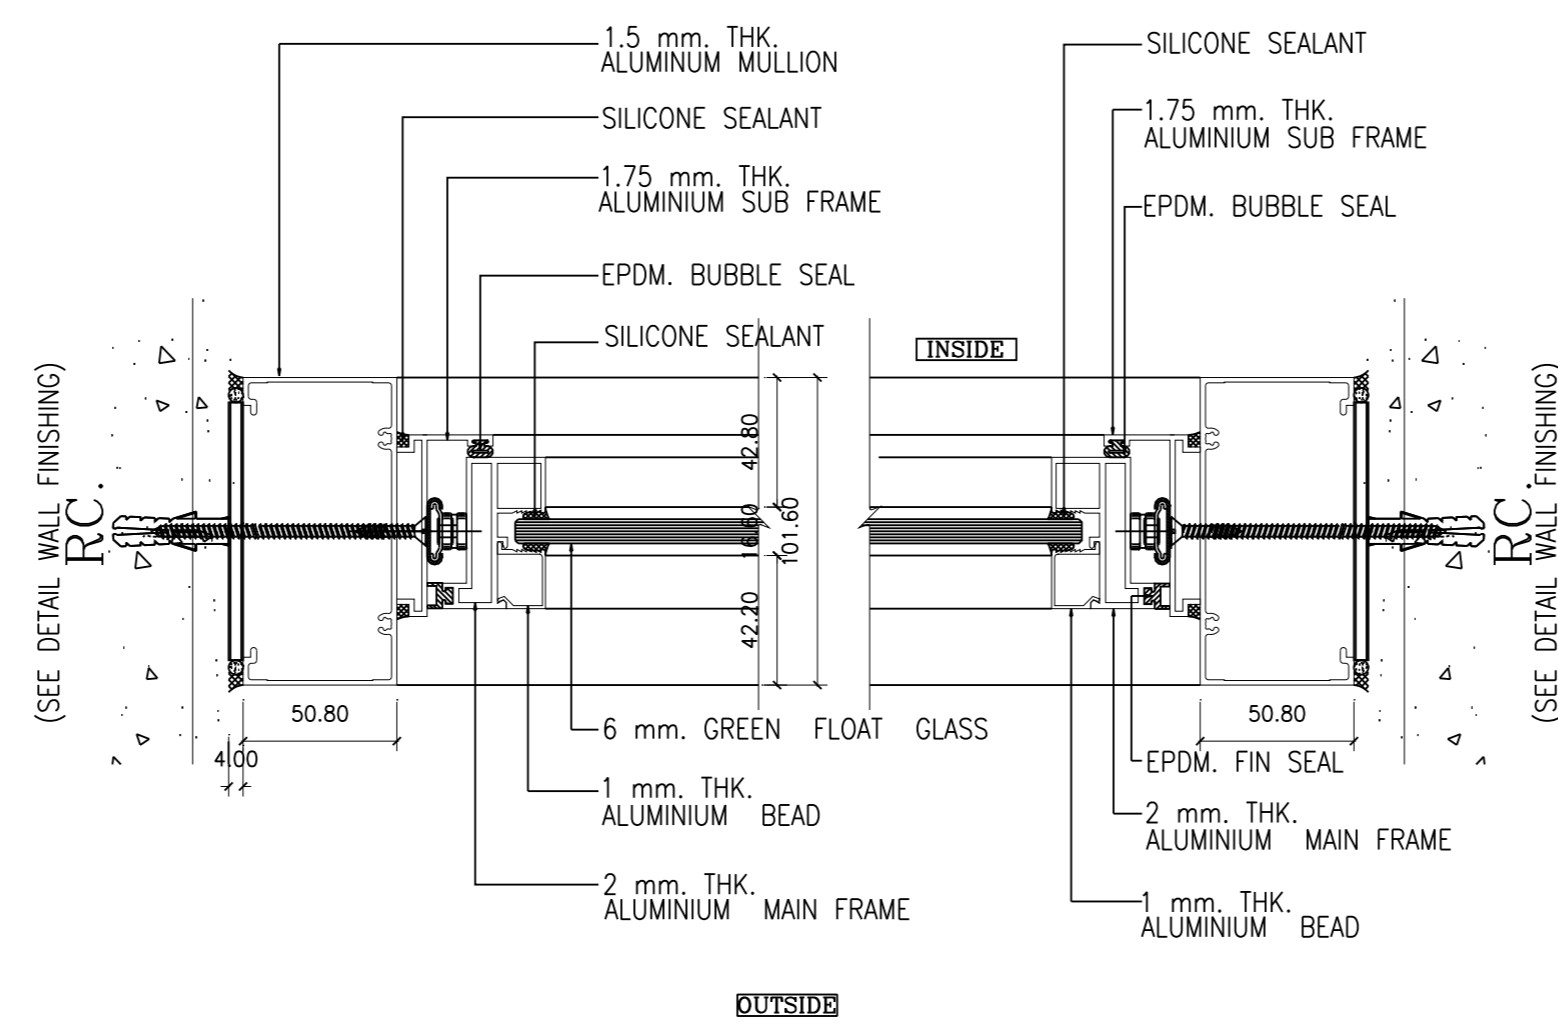 1.5 mm. THK.
ALUMINUM MULLION
SILICONE SEALANT
1.75 mm. THK.
ALUMINIUM SUB FRAME
EPDM. BUBBLE SEAL
SILICONE SEALANT
SILICONE SEALANT
1.75 mm. THK.
ALUMINIUM SUB FRAME
EPDM. BUBBLE SEAL
INSIDE
(SEE DETAIL WALL FINISHING)
RC.
42.80
16.60
101.60
42.20
RC.
(SEE DETAIL WALL FINISHING)
50.80
4.00
50.80
6 mm. GREEN FLOAT GLASS
1 mm. THK.
ALUMINIUM BEAD
2 mm. THK.
ALUMINIUM MAIN FRAME
EPDM. FIN SEAL
2 mm. THK.
ALUMINIUM MAIN FRAME
1 mm. THK.
ALUMINIUM BEAD
OUTSIDE